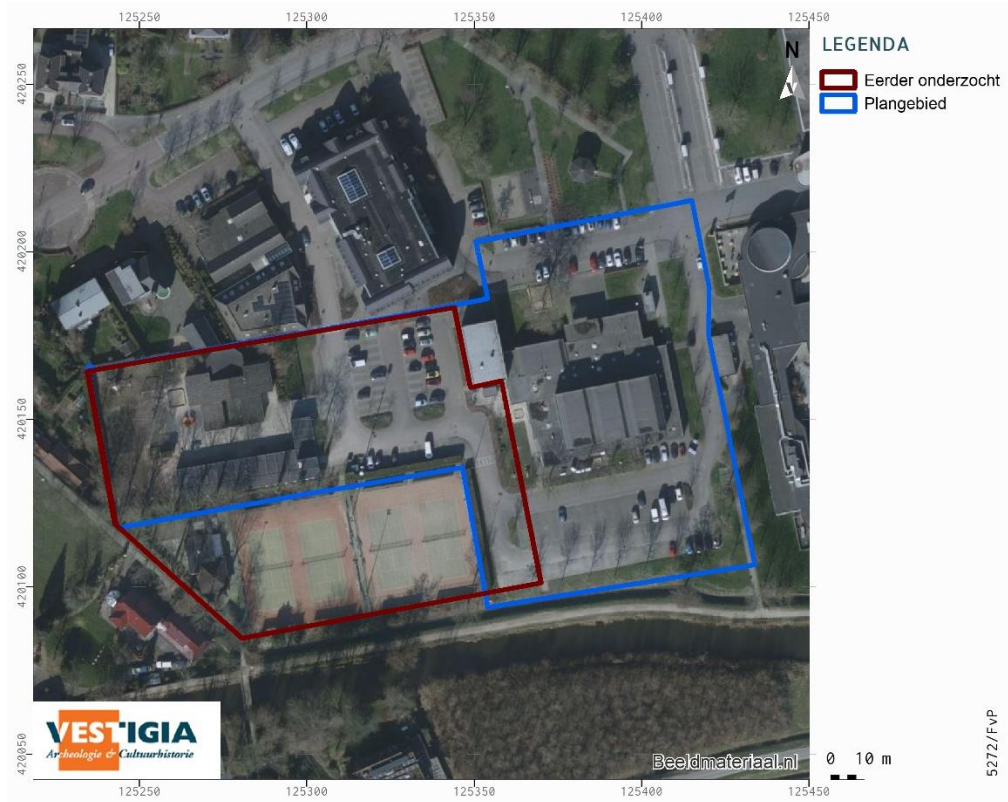 125250 125300 125350 125400 125450
420250
420200
420150
420100
420050
N
LEGENDA
Eerder onderzocht
Plangebied
VESTIGIA
Archeologie & Cultuurhistorie
Beeldmateriaal.nl
0 10 m
5272/FvP
125250 125300 125350 125400 125450